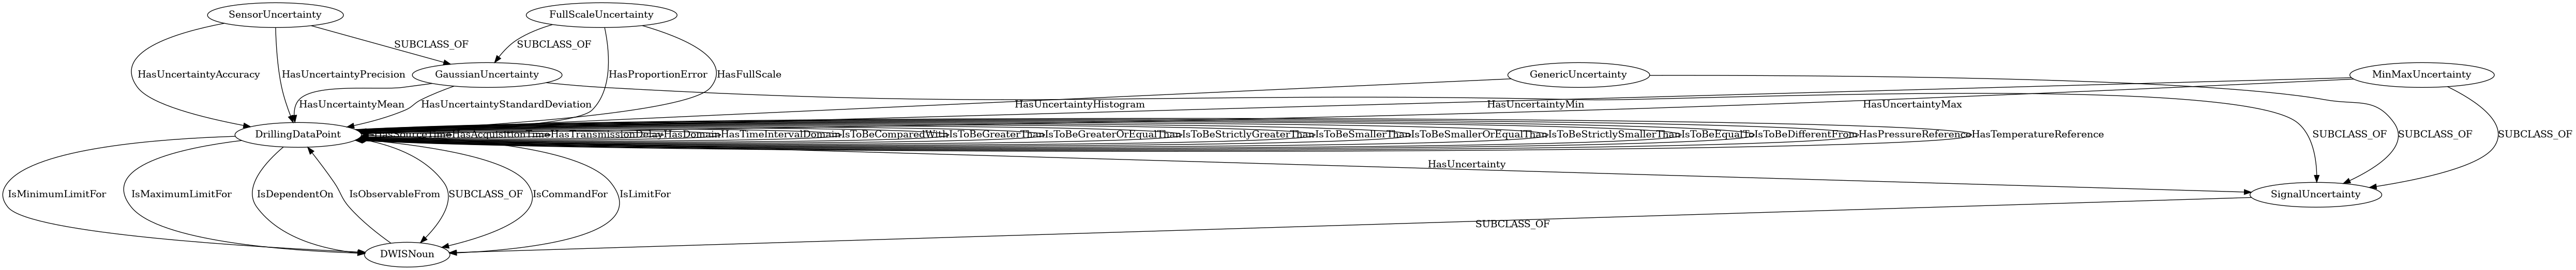 SensorUncertainty
FullScaleUncertainty
SUBCLASS_OF
SUBCLASS_OF
HasUncertaintyAccuracy
HasUncertaintyPrecision
GaussianUncertainty
HasProportionError
HasFullScale
GenericUncertainty
MinMaxUncertainty
HasUncertaintyMean
HasUncertaintyStandardDeviation
HasUncertaintyHistogram
HasUncertaintyMin
HasUncertaintyMax
DrillingDataPoint
HasSourceTime
HasAcquisitionTime
HasTransmissionDelay
HasDomain
HasTimeIntervalDomain
IsToBeComparedWith
IsToBeGreaterThan
IsToBeGreaterOrEqualThan
IsToBeStrictlyGreaterThan
IsToBeSmallerThan
IsToBeSmallerOrEqualThan
IsToBeStrictlySmallerThan
IsToBeEqualTo
IsToBeDifferentFrom
HasPressureReference
HasTemperatureReference
SUBCLASS_OF
SUBCLASS_OF
SUBCLASS_OF
HasUncertainty
IsMinimumLimitFor
IsMaximumLimitFor
IsDependentOn
IsObservableFrom
SUBCLASS_OF
IsCommandFor
IsLimitFor
SignalUncertainty
SUBCLASS_OF
DWISNoun